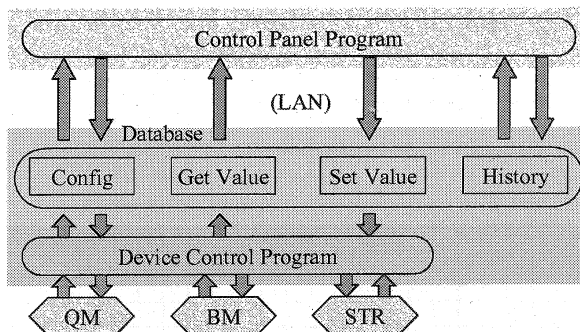 Control Panel Program
(LAN)
Database
Config Get Value Set Value History
Device Control Program
QM BM STR